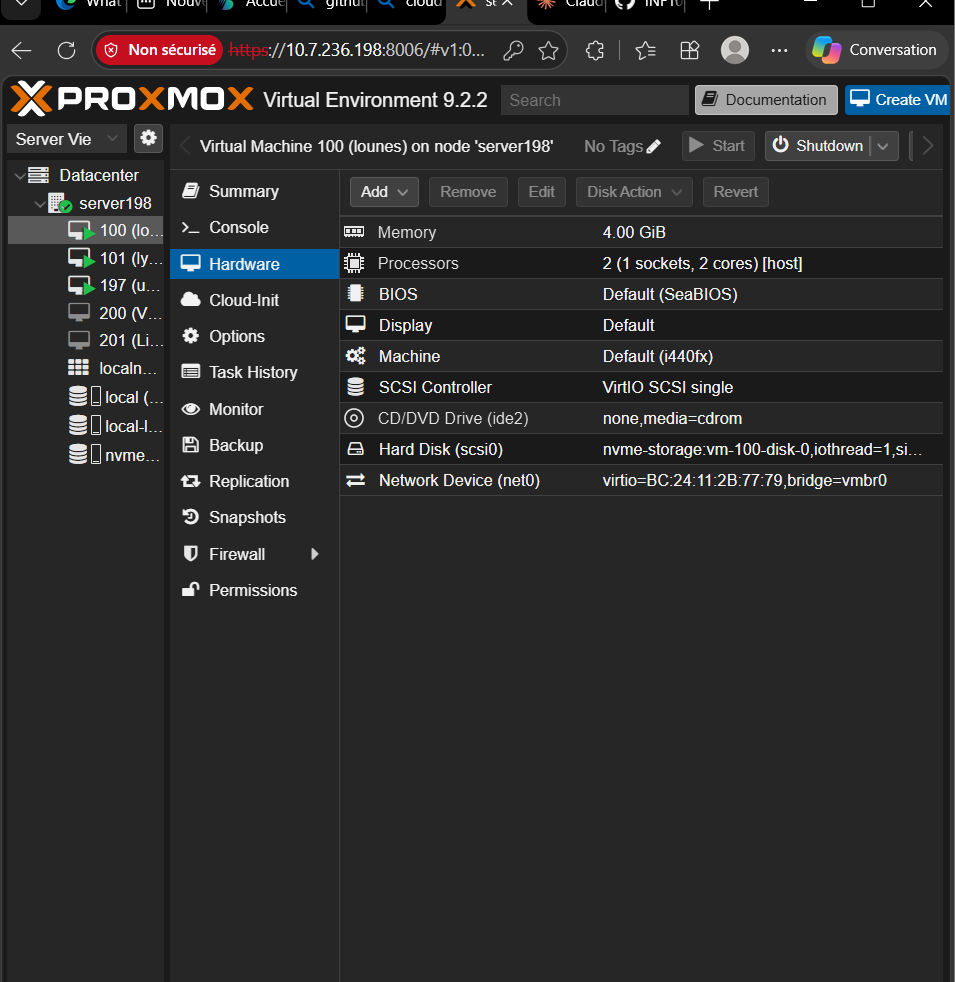 What
Nouv
Accue
github
cloud
se
Claud
Non sécurisé
https://10.7.236.198:8006/#v1:0...
Conversation
PROXMOX Virtual Environment 9.2.2
Search
Documentation
Create VM
Server Vie
Virtual Machine 100 (lounes) on node 'server198'
No Tags
Start
Shutdown
Datacenter
server198
100 (lo...
101 (ly...
197 (u...
200 (V...
201 (Li...
localn...
local (...
local-l...
nvme...
Summary
Console
Hardware
Cloud-Init
Options
Task History
Monitor
Backup
Replication
Snapshots
Firewall
Permissions
Add
Remove
Edit
Disk Action
Revert
Memory 4.00 GiB
Processors 2 (1 sockets, 2 cores) [host]
BIOS Default (SeaBIOS)
Display Default
Machine Default (i440fx)
SCSI Controller VirtIO SCSI single
CD/DVD Drive (ide2) none,media=cdrom
Hard Disk (scsi0) nvme-storage:vm-100-disk-0,iothread=1,si...
Network Device (net0) virtio=BC:24:11:2B:77:79,bridge=vmbr0